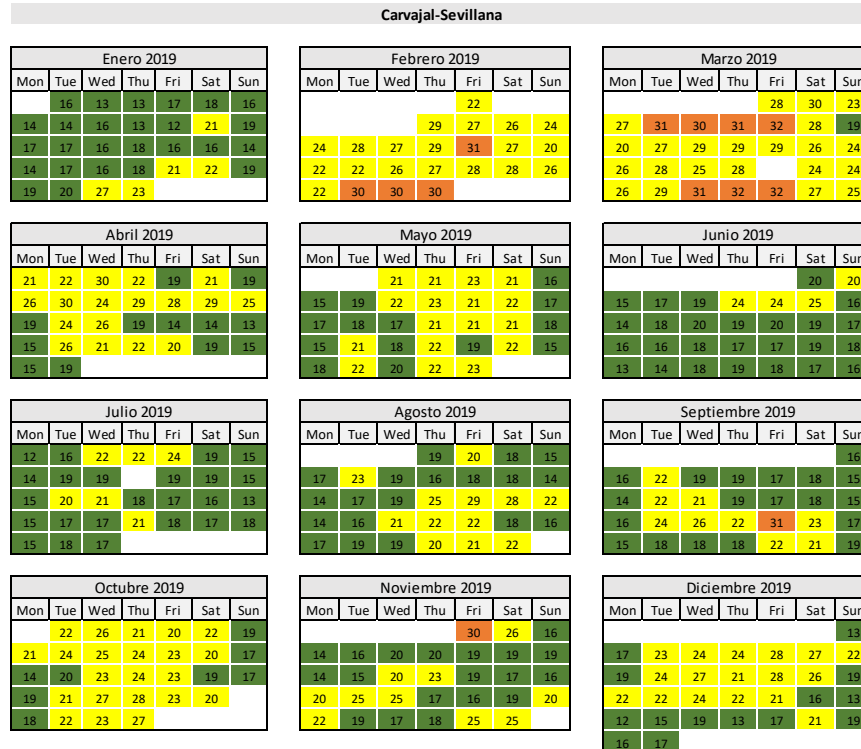 Carvajal-Sevillana
Enero 2019
Mon Tue Wed Thu Fri Sat Sun
16 13 13 17 18 16
14 14 16 13 12 21 19
17 17 16 18 16 16 14
14 17 16 18 21 22 19
19 20 27 23
Febrero 2019
Mon Tue Wed Thu Fri Sat Sun
22
29 27 26 24
24 28 27 29 31 27 20
22 22 26 27 28 28 26
22 30 30 30
Marzo 2019
Mon Tue Wed Thu Fri Sat Sun
28 30 23
27 31 30 31 32 28 19
20 27 29 29 29 26 24
26 28 25 28 24 24
26 29 31 32 32 27 25
Abril 2019
Mon Tue Wed Thu Fri Sat Sun
21 22 30 22 19 21 19
26 30 24 29 28 29 25
19 24 26 19 14 14 13
15 26 21 22 20 19 15
15 19
Mayo 2019
Mon Tue Wed Thu Fri Sat Sun
21 21 23 21 16
15 19 22 23 21 22 17
17 18 17 21 21 21 18
15 21 18 22 19 22 15
18 22 20 22 23
Junio 2019
Mon Tue Wed Thu Fri Sat Sun
20 20
15 17 19 24 24 25 16
14 18 20 19 20 19 17
16 16 18 17 17 19 18
13 14 18 19 18 17 16
Julio 2019
Mon Tue Wed Thu Fri Sat Sun
12 16 22 22 24 19 15
14 19 19 19 19 15
15 20 21 18 17 16 13
15 17 17 21 18 17 18
15 18 17
Agosto 2019
Mon Tue Wed Thu Fri Sat Sun
19 20 18 15
17 23 19 16 18 18 14
14 17 19 25 29 28 22
14 16 21 22 22 18 16
17 19 19 20 21 22
Septiembre 2019
Mon Tue Wed Thu Fri Sat Sun
16
16 22 19 19 17 18 15
14 22 21 19 17 18 15
16 24 26 22 31 23 17
15 18 18 18 22 21 19
Octubre 2019
Mon Tue Wed Thu Fri Sat Sun
22 26 21 20 22 19
21 24 25 24 23 20 17
14 20 23 24 23 19 17
19 21 27 28 23 20
18 22 23 27
Noviembre 2019
Mon Tue Wed Thu Fri Sat Sun
30 26 16
14 16 20 20 19 19 19
14 15 20 23 19 17 16
20 25 25 17 16 19 20
22 19 17 18 25 25
Diciembre 2019
Mon Tue Wed Thu Fri Sat Sun
13
17 23 24 24 28 27 22
19 24 27 21 28 26 19
22 22 24 22 21 16 13
12 15 19 13 17 21 19
16 17